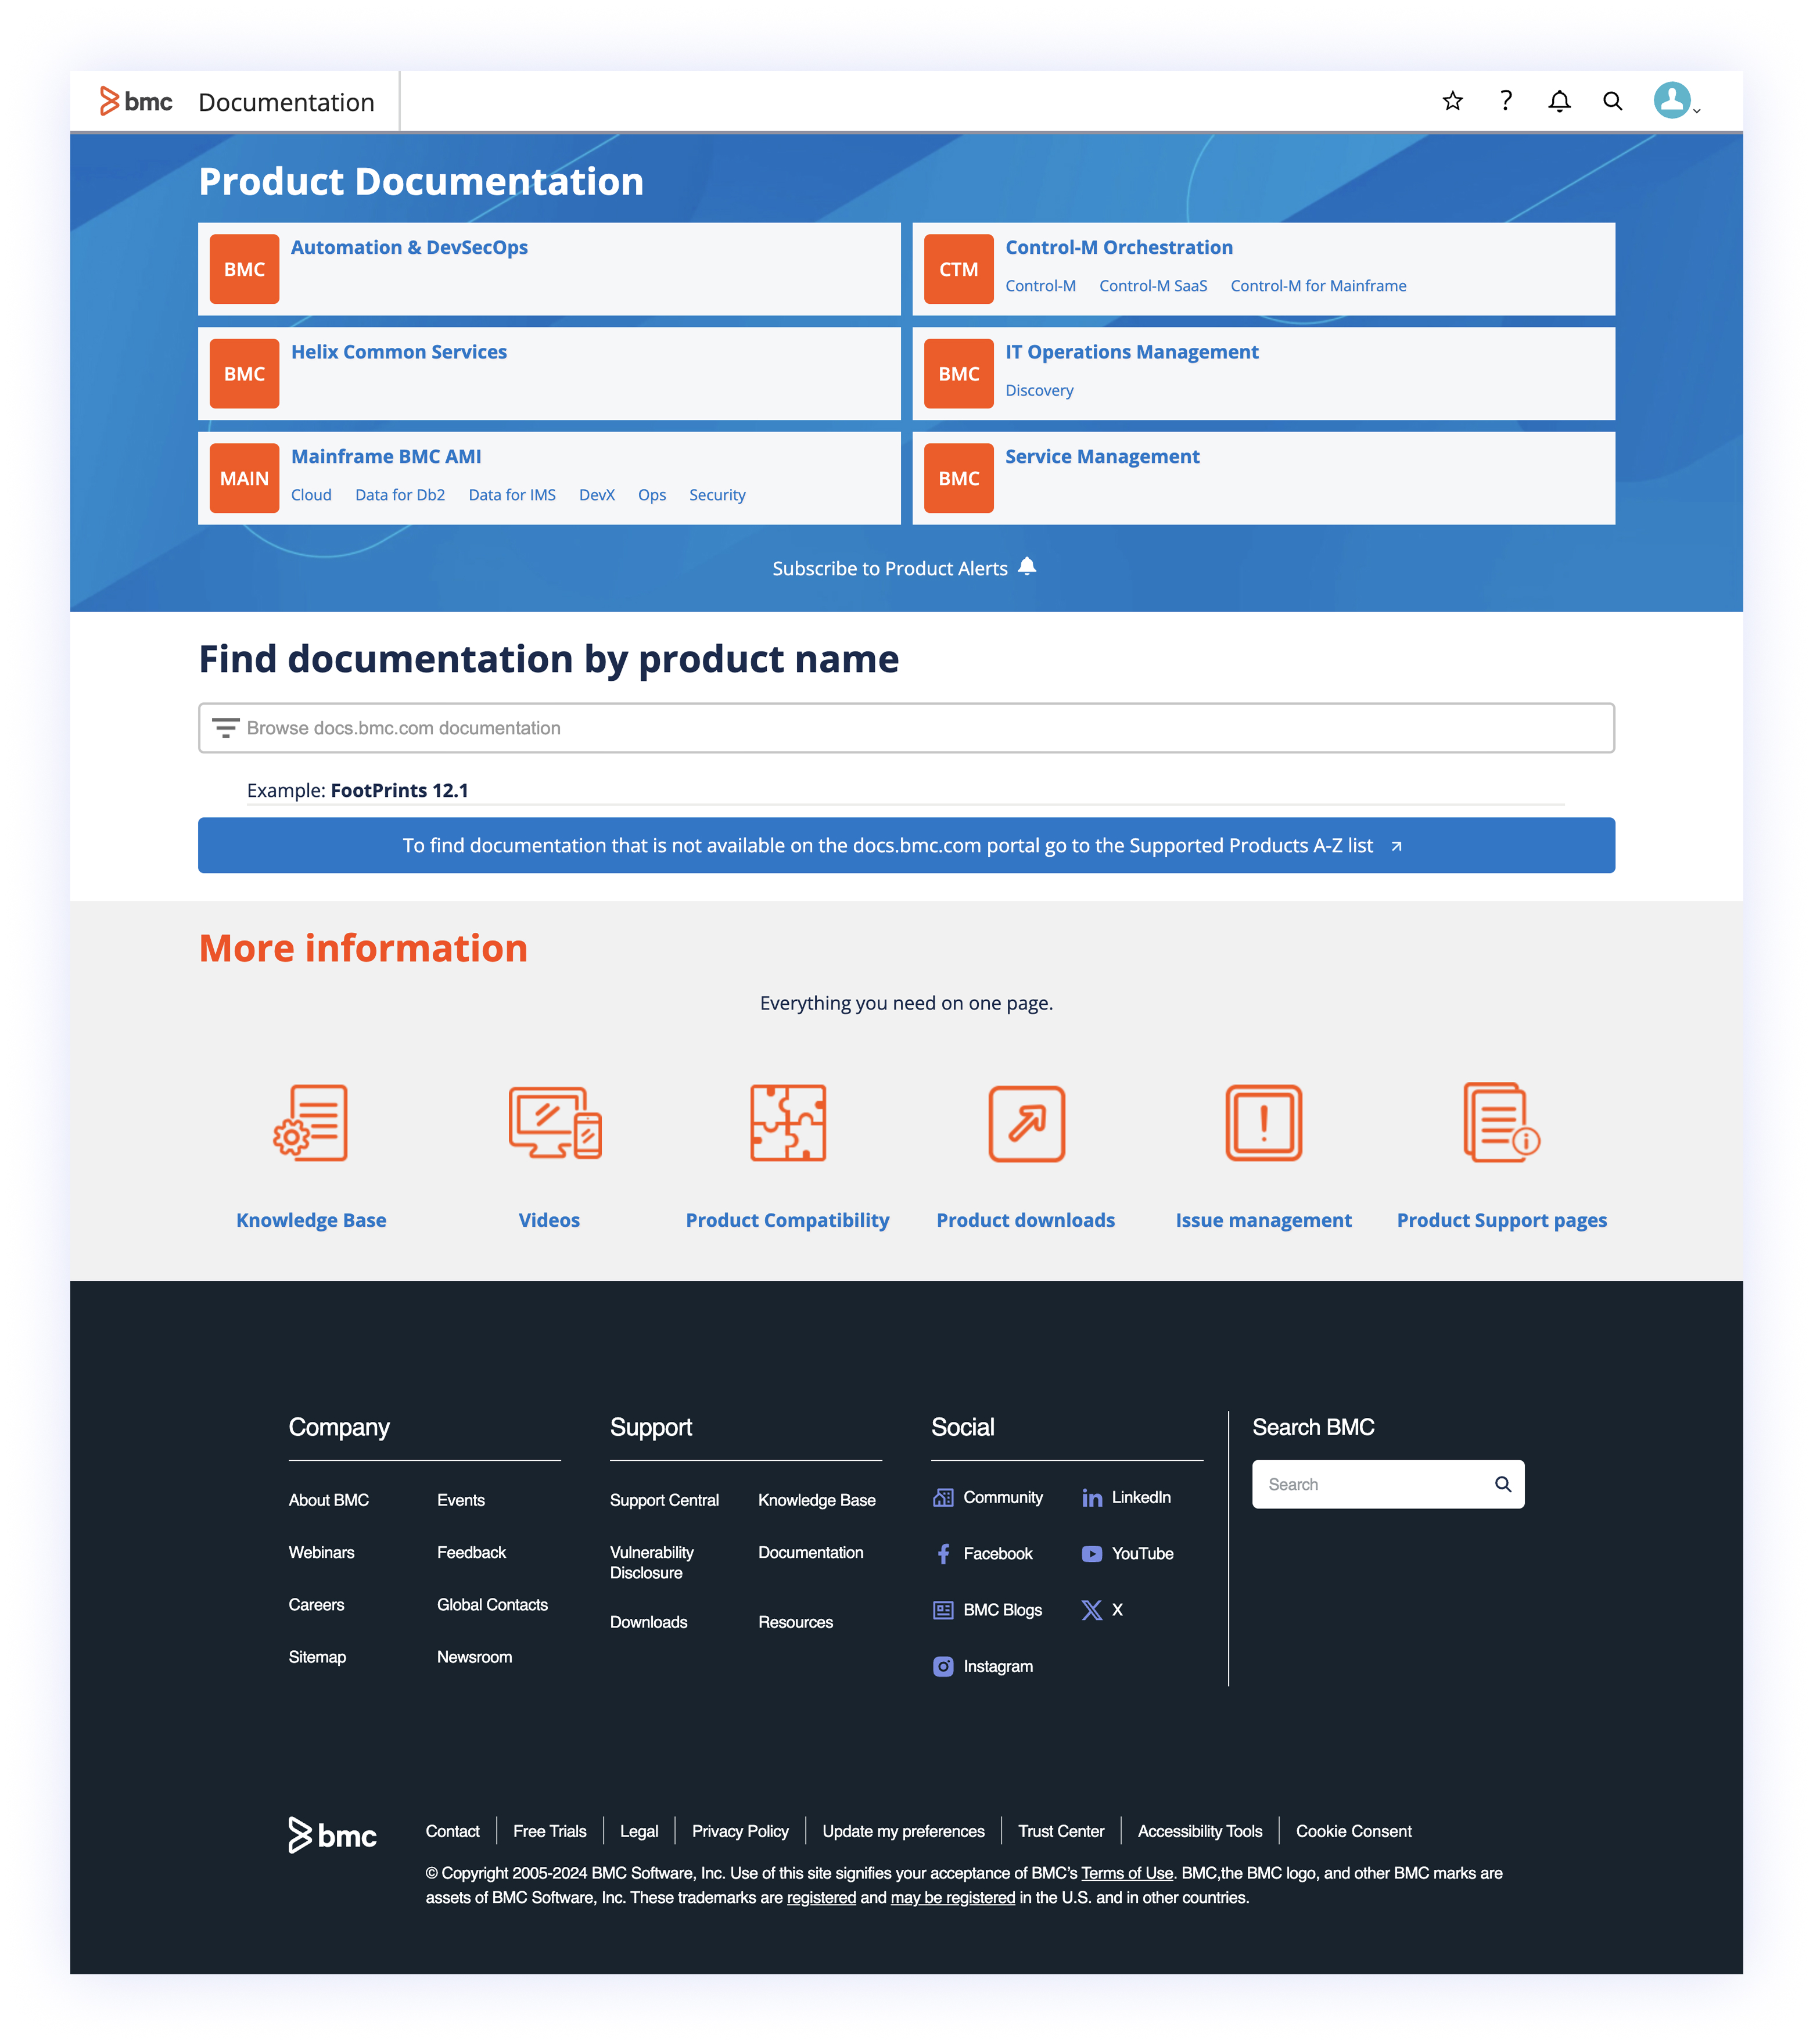 bmc Documentation
Product Documentation
BMC
Automation & DevSecOps
CTM
Control-M Orchestration
Control-M Control-M SaaS Control-M for Mainframe
BMC
Helix Common Services
BMC
IT Operations Management
Discovery
MAIN
Mainframe BMC AMI
Cloud Data for Db2 Data for IMS DevX Ops Security
BMC
Service Management
Subscribe to Product Alerts
Find documentation by product name
Browse docs.bmc.com documentation
Example: FootPrints 12.1
To find documentation that is not available on the docs.bmc.com portal go to the Supported Products A-Z list
More information
Everything you need on one page.
Knowledge Base
Videos
Product Compatibility
Product downloads
Issue management
Product Support pages
Company
About BMC Events
Webinars Feedback
Careers Global Contacts
Sitemap Newsroom
Support
Support Central Knowledge Base
Vulnerability
Disclosure
Documentation
Downloads Resources
Social
Community LinkedIn
Facebook YouTube
BMC Blogs X
Instagram
Search BMC
Search
bmc
Contact Free Trials Legal Privacy Policy Update my preferences Trust Center Accessibility Tools Cookie Consent
© Copyright 2005-2024 BMC Software, Inc. Use of this site signifies your acceptance of BMC's Terms of Use. BMC,the BMC logo, and other BMC marks are
assets of BMC Software, Inc. These trademarks are registered and may be registered in the U.S. and in other countries.